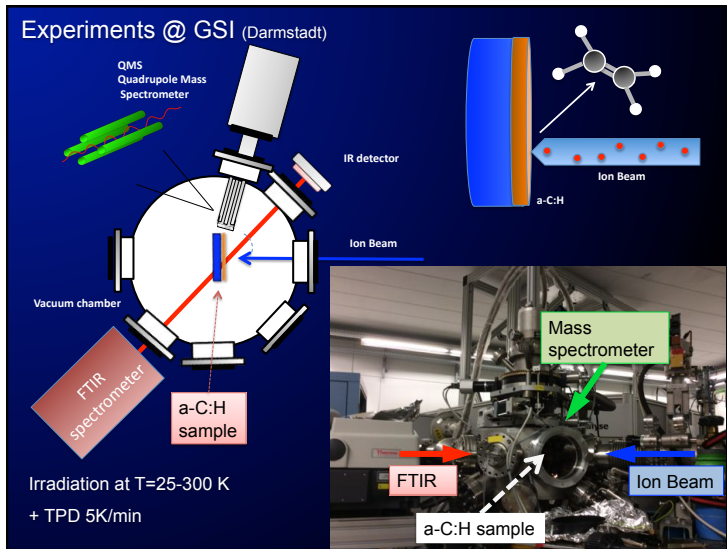 Experiments @ GSI (Darmstadt)
QMS
Quadrupole Mass
Spectrometer
IR detector
Ion Beam
a-C:H
Ion Beam
Vacuum chamber
FTIR
spectrometer
a-C:H
sample
Mass
spectrometer
FTIR
Ion Beam
a-C:H sample
Irradiation at T=25-300 K
+ TPD 5K/min